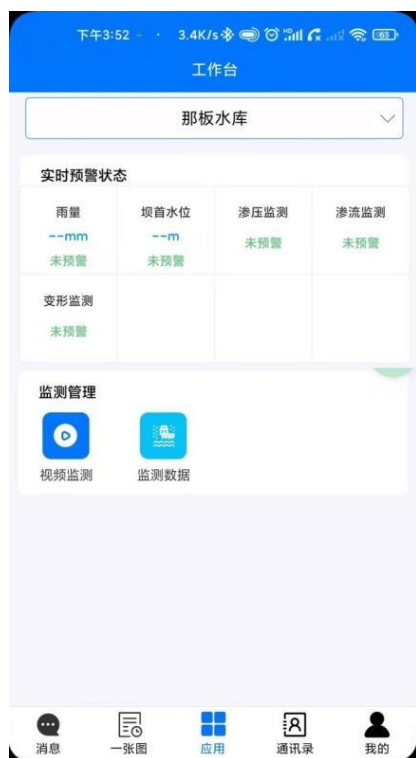 下午3:52 · 3.4K/s HD 63
工作台
那板水库
实时预警状态
雨量 坝首水位 渗压监测 渗流监测
--mm --m 未预警 未预警
未预警 未预警
变形监测
未预警
监测管理
视频监测 监测数据
消息 一张图 应用 通讯录 我的